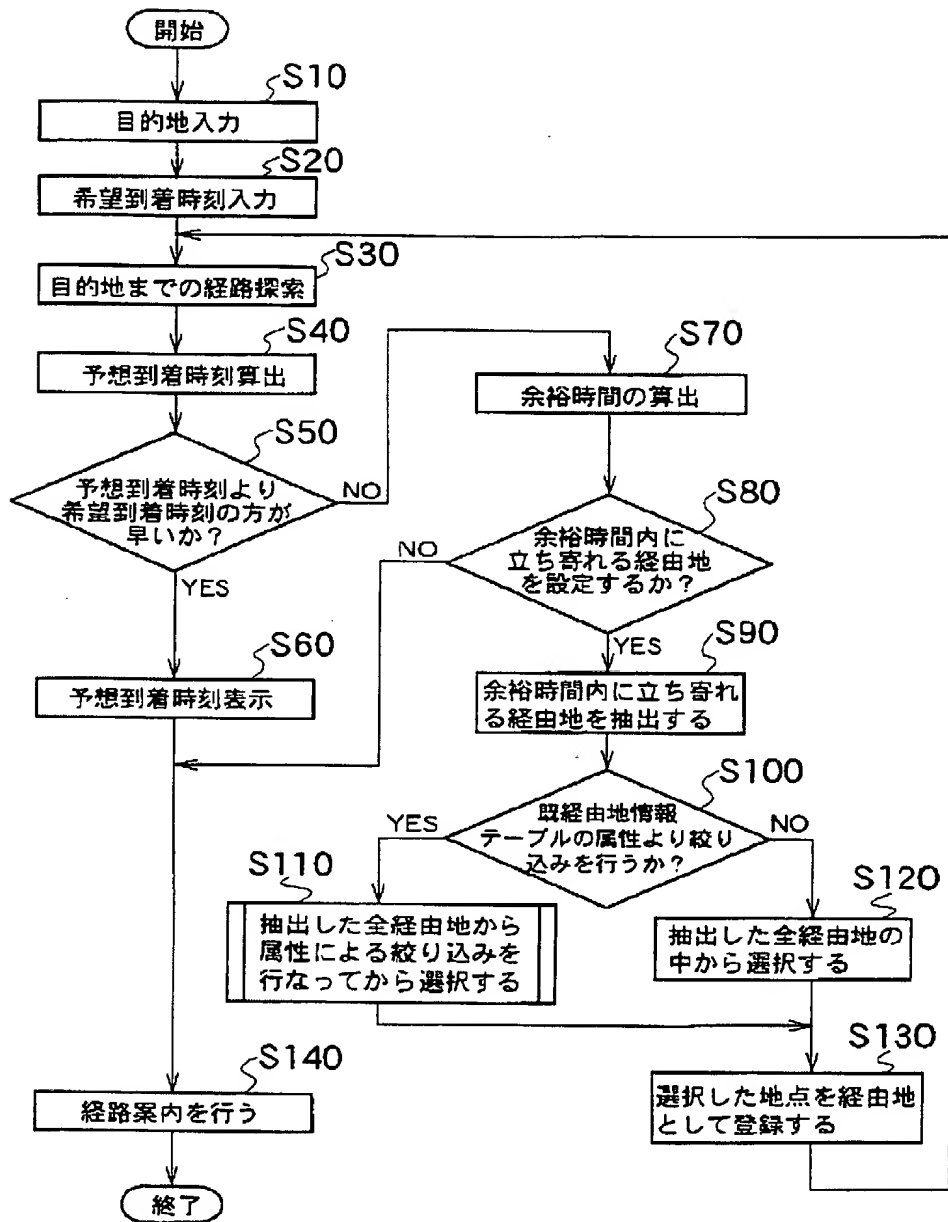 開始
S10
目的地入力
S20
希望到着時刻入力
S30
目的地までの経路探索
S40
予想到着時刻算出
S50
予想到着時刻より
希望到着時刻の方が
早いか?
NO
YES
S60
予想到着時刻表示
S70
余裕時間の算出
S80
余裕時間内に
立ち寄れる経由地
を設定するか?
NO
YES
S90
余裕時間内に立ち寄れ
る経由地を抽出する
S100
既経由地情報
テーブルの属性より絞り
込みを行うか?
YES
NO
S110
抽出した全経由地から
属性による絞り込みを
行なってから選択する
S120
抽出した全経由地の
中から選択する
S130
選択した地点を経由地
として登録する
S140
経路案内を行う
終了